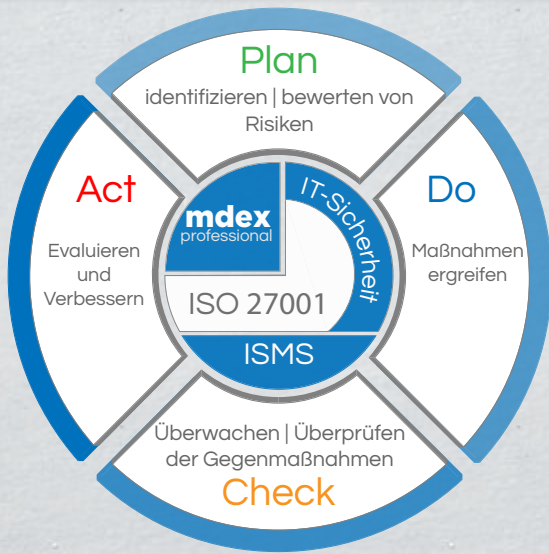 Plan
identifizieren | bewerten von
Risiken
Act
Evaluieren
und
Verbessern
mdex
professional
IT-Sicherheit
ISO 27001
ISMS
Do
Maßnahmen
ergreifen
Überwachen | Überprüfen
der Gegenmaßnahmen
Check